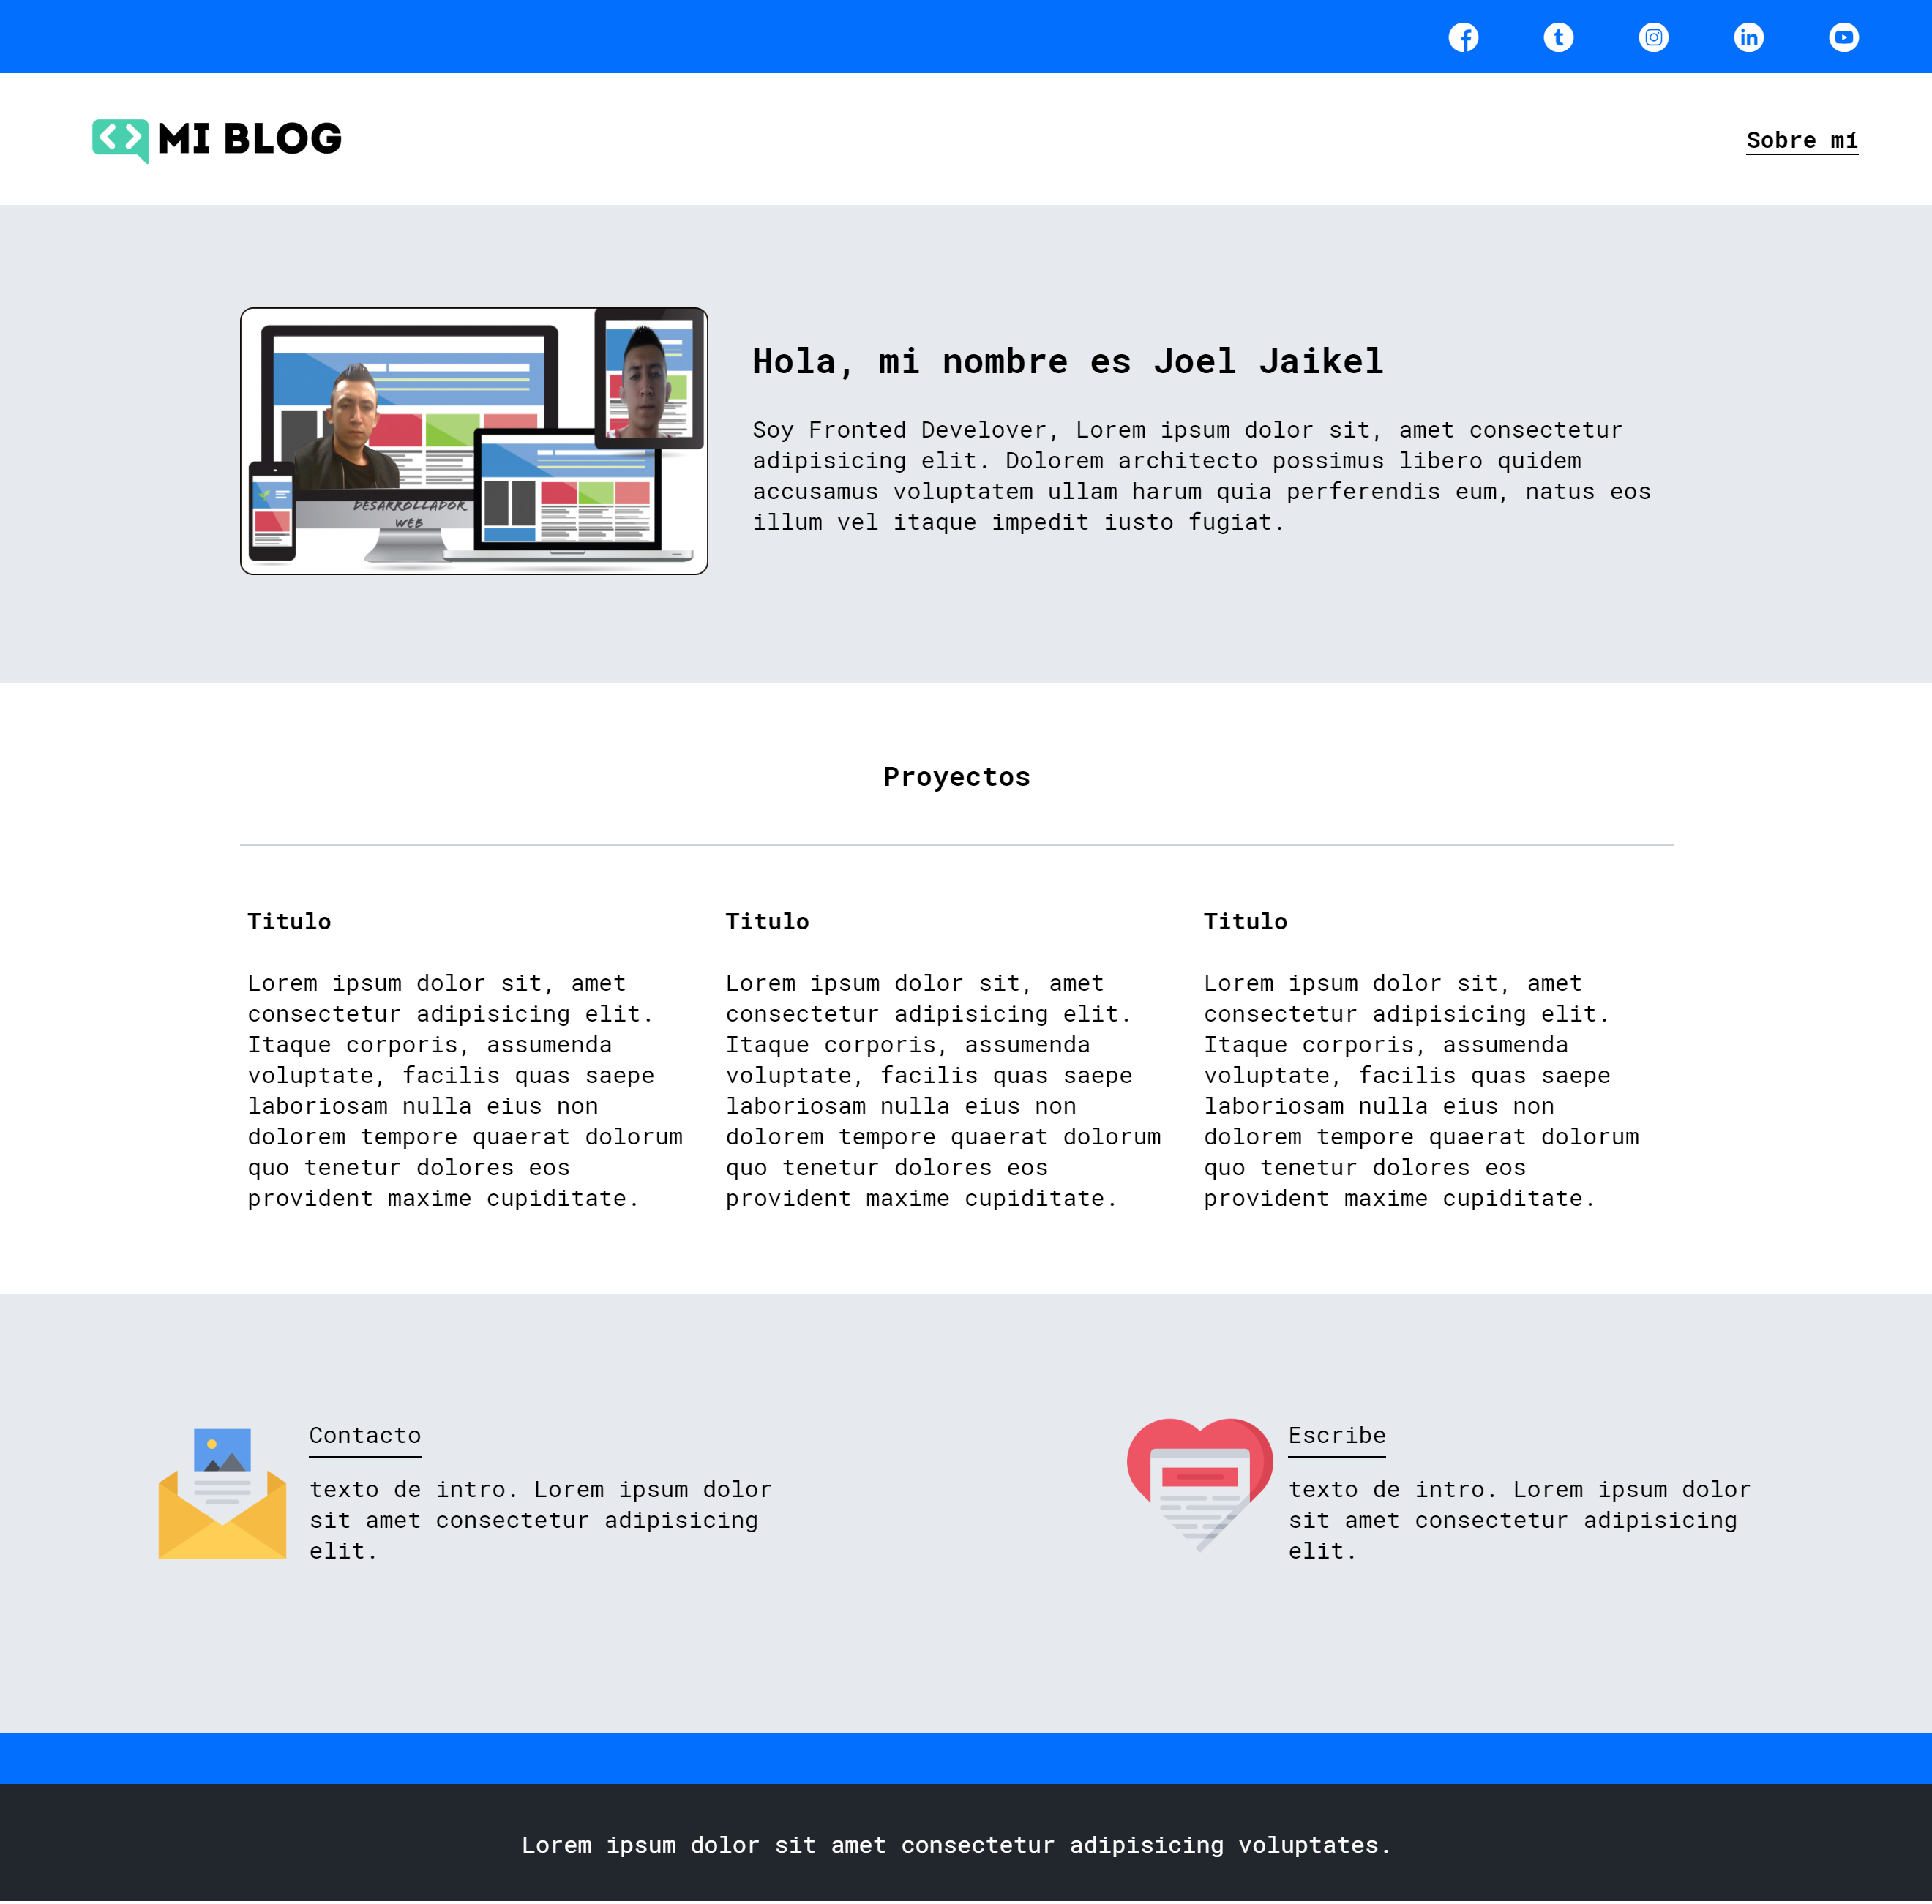 MI BLOG
Sobre mí
DESARROLLADOR
WEB
Hola, mi nombre es Joel Jaikel
Soy Fronted Develover, Lorem ipsum dolor sit, amet consectetur
adipisicing elit. Dolorem architecto possimus libero quidem
accusamus voluptatem ullam harum quia perferendis eum, natus eos
illum vel itaque impedit iusto fugiat.
Proyectos
Titulo
Lorem ipsum dolor sit, amet
consectetur adipisicing elit.
Itaque corporis, assumenda
voluptate, facilis quas saepe
laboriosam nulla eius non
dolorem tempore quaerat dolorum
quo tenetur dolores eos
provident maxime cupiditate.
Titulo
Lorem ipsum dolor sit, amet
consectetur adipisicing elit.
Itaque corporis, assumenda
voluptate, facilis quas saepe
laboriosam nulla eius non
dolorem tempore quaerat dolorum
quo tenetur dolores eos
provident maxime cupiditate.
Titulo
Lorem ipsum dolor sit, amet
consectetur adipisicing elit.
Itaque corporis, assumenda
voluptate, facilis quas saepe
laboriosam nulla eius non
dolorem tempore quaerat dolorum
quo tenetur dolores eos
provident maxime cupiditate.
Contacto
texto de intro. Lorem ipsum dolor
sit amet consectetur adipisicing
elit.
Escribe
texto de intro. Lorem ipsum dolor
sit amet consectetur adipisicing
elit.
Lorem ipsum dolor sit amet consectetur adipisicing voluptates.